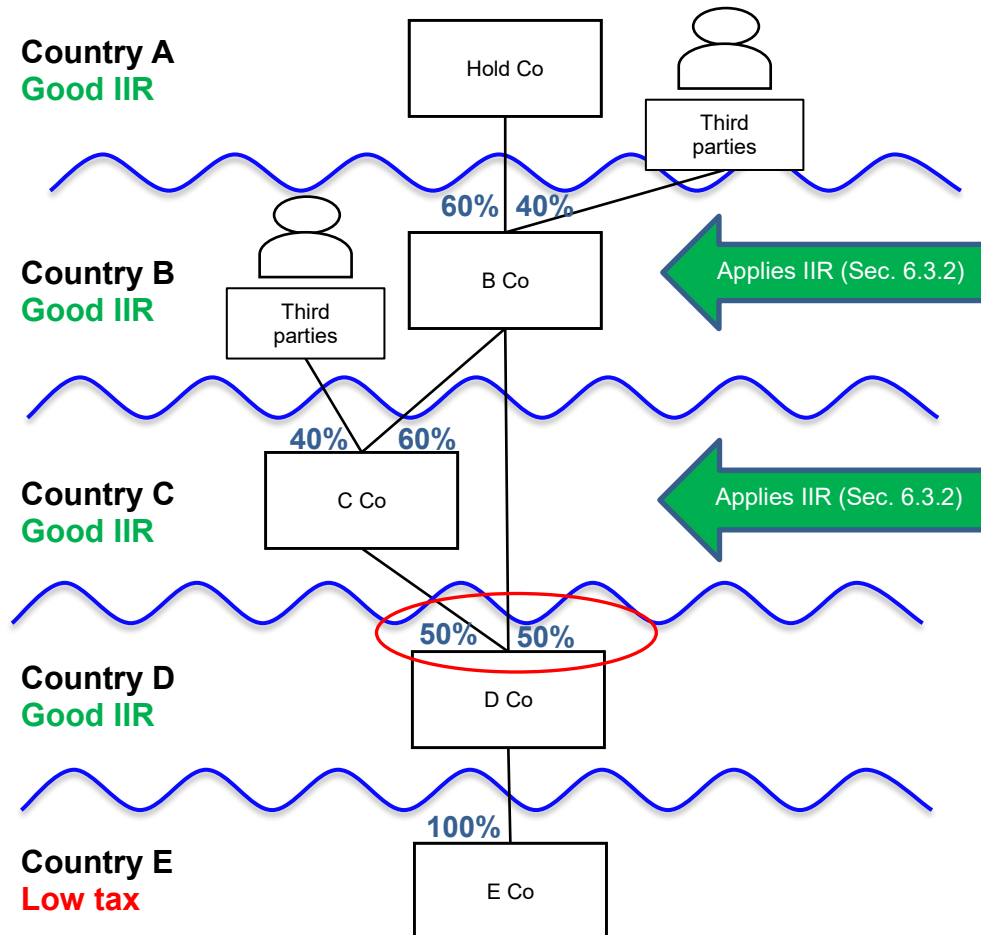 Country A
Good IIR
Hold Co
Third
parties
60% 40%
Country B
Good IIR
Third
parties
B Co
Applies IIR (Sec. 6.3.2)
40% 60%
Country C
Good IIR
C Co
Applies IIR (Sec. 6.3.2)
50% 50%
Country D
Good IIR
D Co
100%
Country E
Low tax
E Co